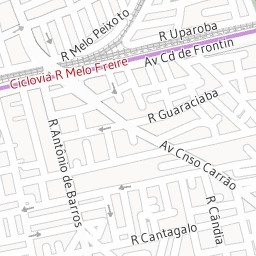 R Melo Peixoto
R Uparoba
Av Cd de Frontin
Ciclovia R Melo Freire
R Guaraciaba
R Antônio de Barros
Av Cnso Carrão
R Cândia
R Cantagalo